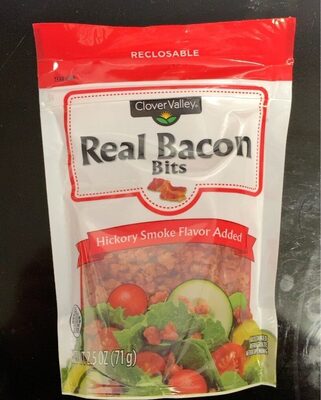 RECLOSABLE
Clover Valley®
Real Bacon
Bits
Hickory Smoke Flavor Added
2.5 OZ (71g)